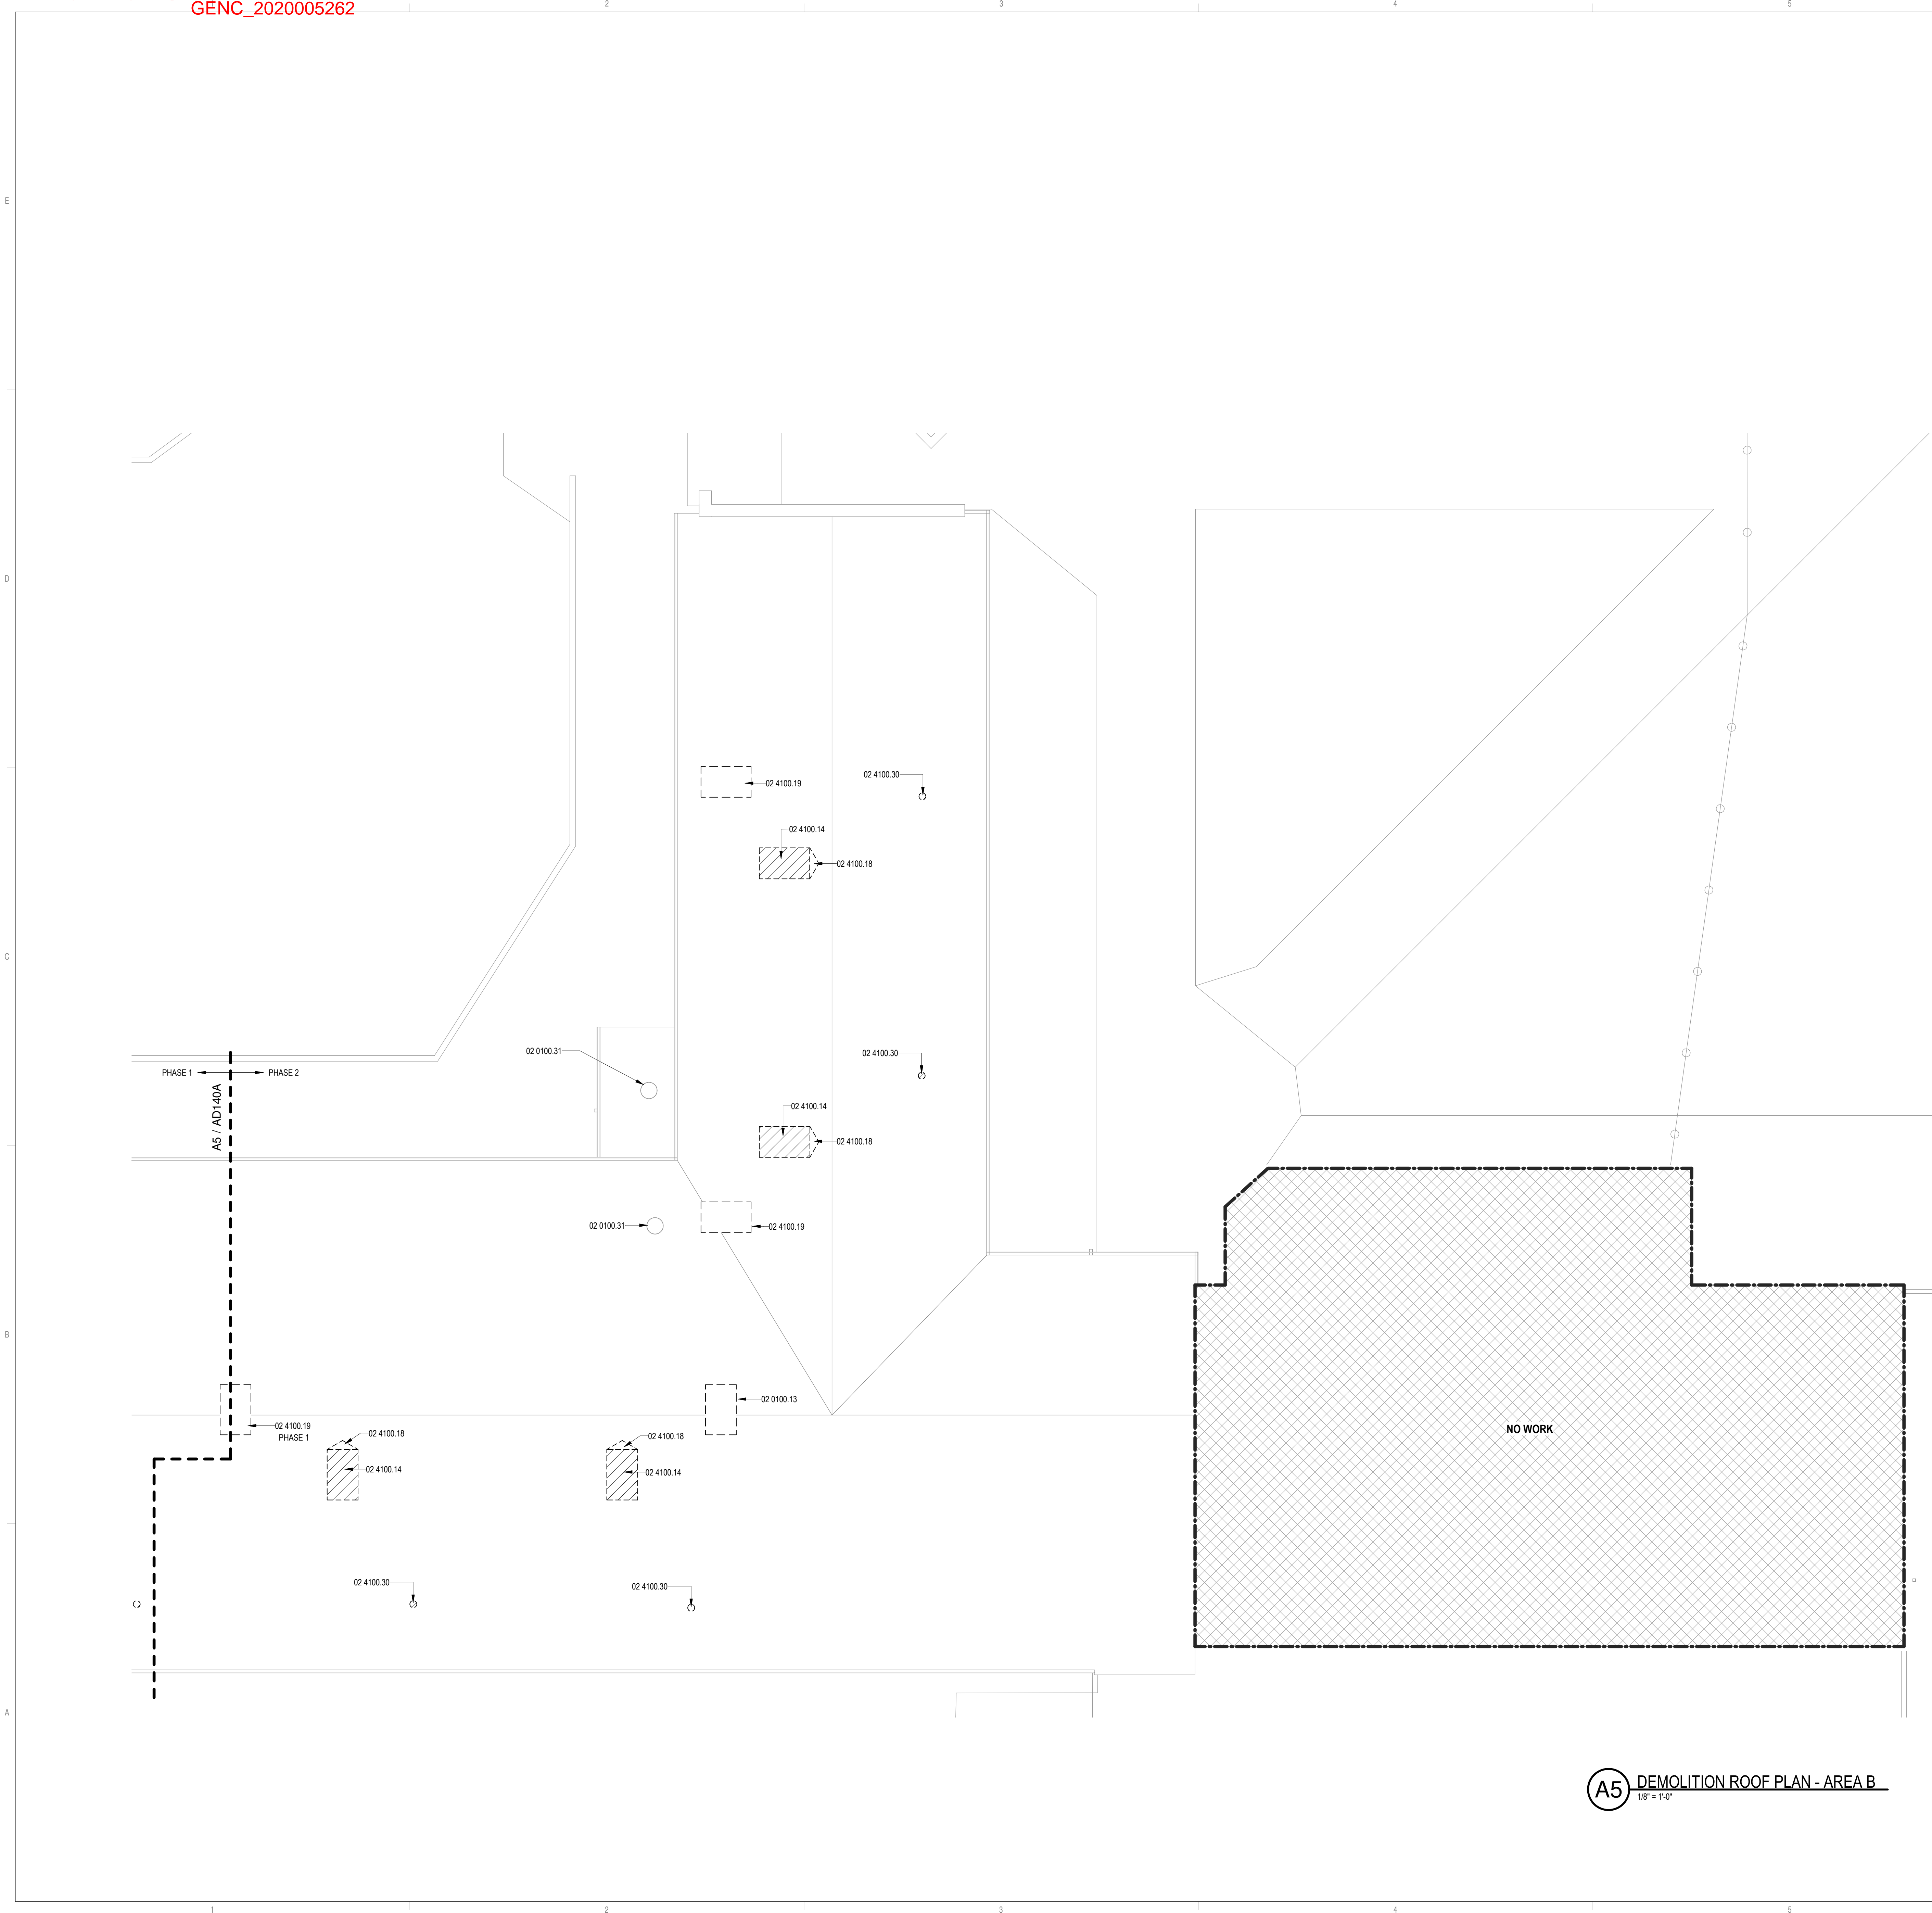 GENC_2020005262
2
3
4
5
E
D
02 4100.19
02 4100.30
02 4100.14
02 4100.18
C
02 0100.31
02 4100.30
PHASE 1
PHASE 2
A5 / AD140A
02 4100.14
02 4100.18
02 0100.31
02 4100.19
B
02 0100.13
02 4100.19
PHASE 1
02 4100.18
02 4100.18
NO WORK
02 4100.14
02 4100.14
02 4100.30
02 4100.30
A
A5
DEMOLITION ROOF PLAN - AREA B
1/8" = 1'-0"
1
2
3
4
5